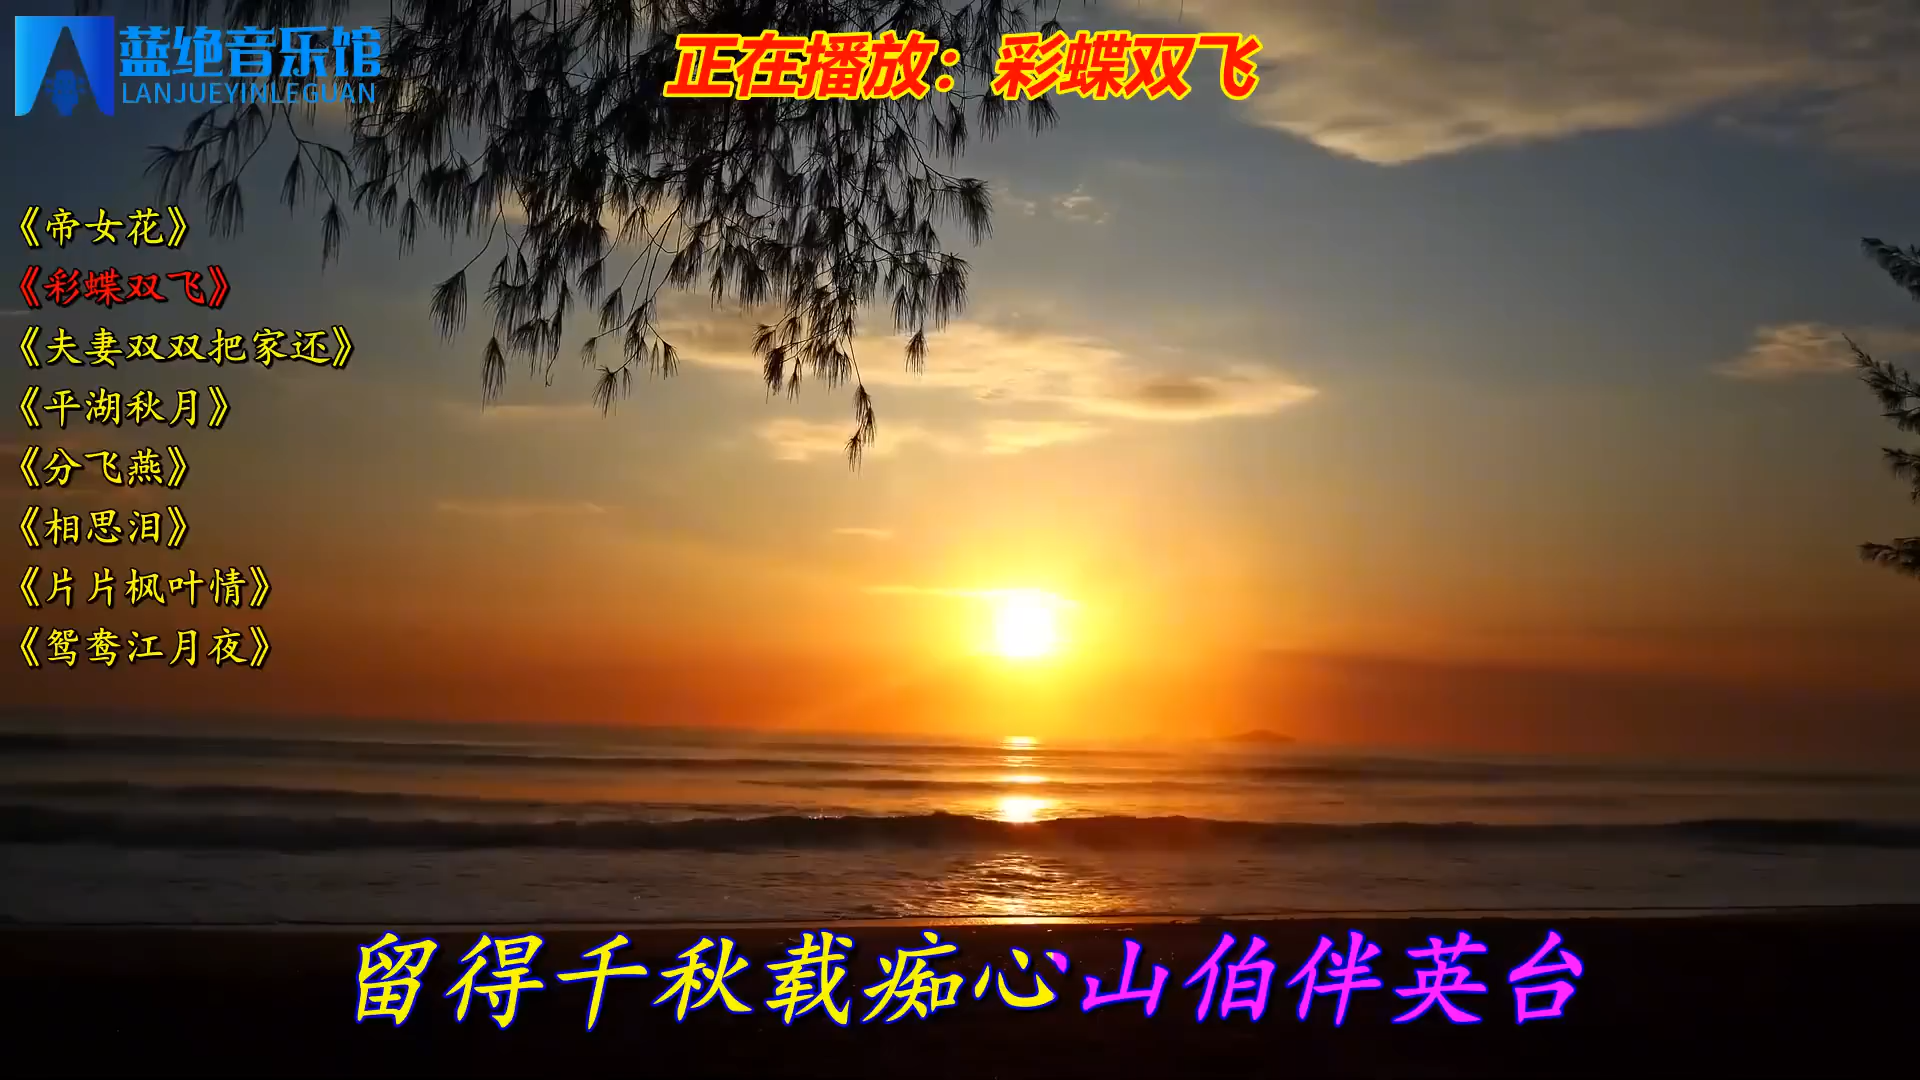 蓝绝音乐馆
LANJUEYINLEGUAN
正在播放：彩蝶双飞
《帝女花》
《彩蝶双飞》
《夫妻双双把家还》
《平湖秋月》
《分飞燕》
《相思泪》
《片片枫叶情》
《鸳鸯江月夜》
留得千秋载痴心山伯伴英台